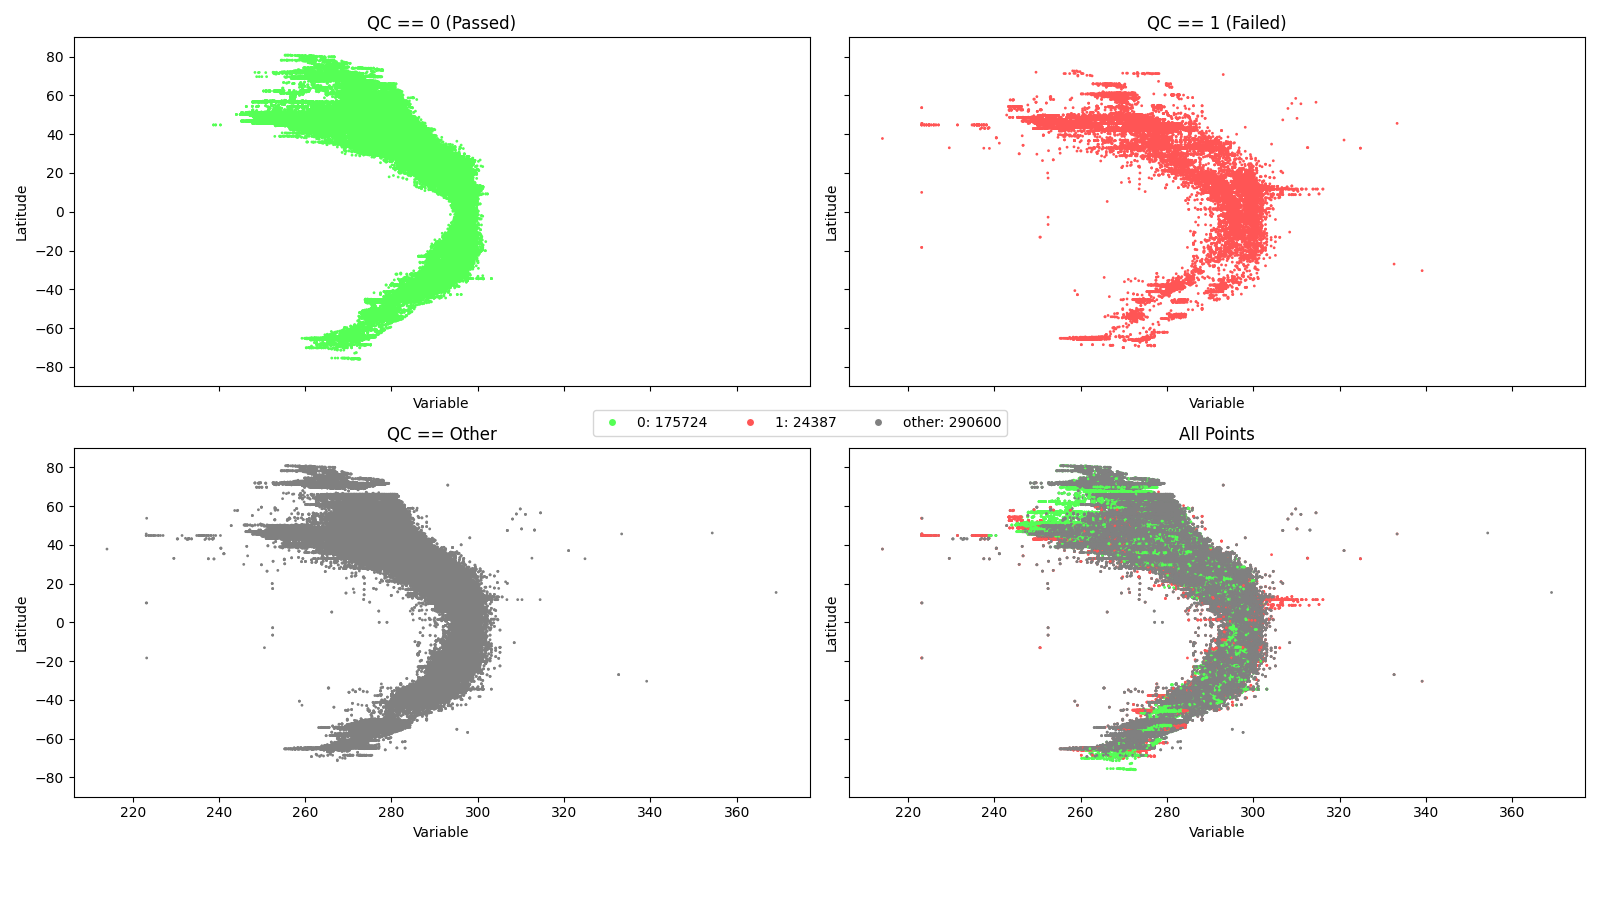 QC == 0 (Passed)
QC == 1 (Failed)
80
60
40
20
0
−20
−40
−60
−80
Latitude
Latitude
Variable
Variable
0: 175724
1: 24387
other: 290600
QC == Other
All Points
80
60
40
20
0
−20
−40
−60
−80
Latitude
Latitude
220 240 260 280 300 320 340 360
220 240 260 280 300 320 340 360
Variable
Variable